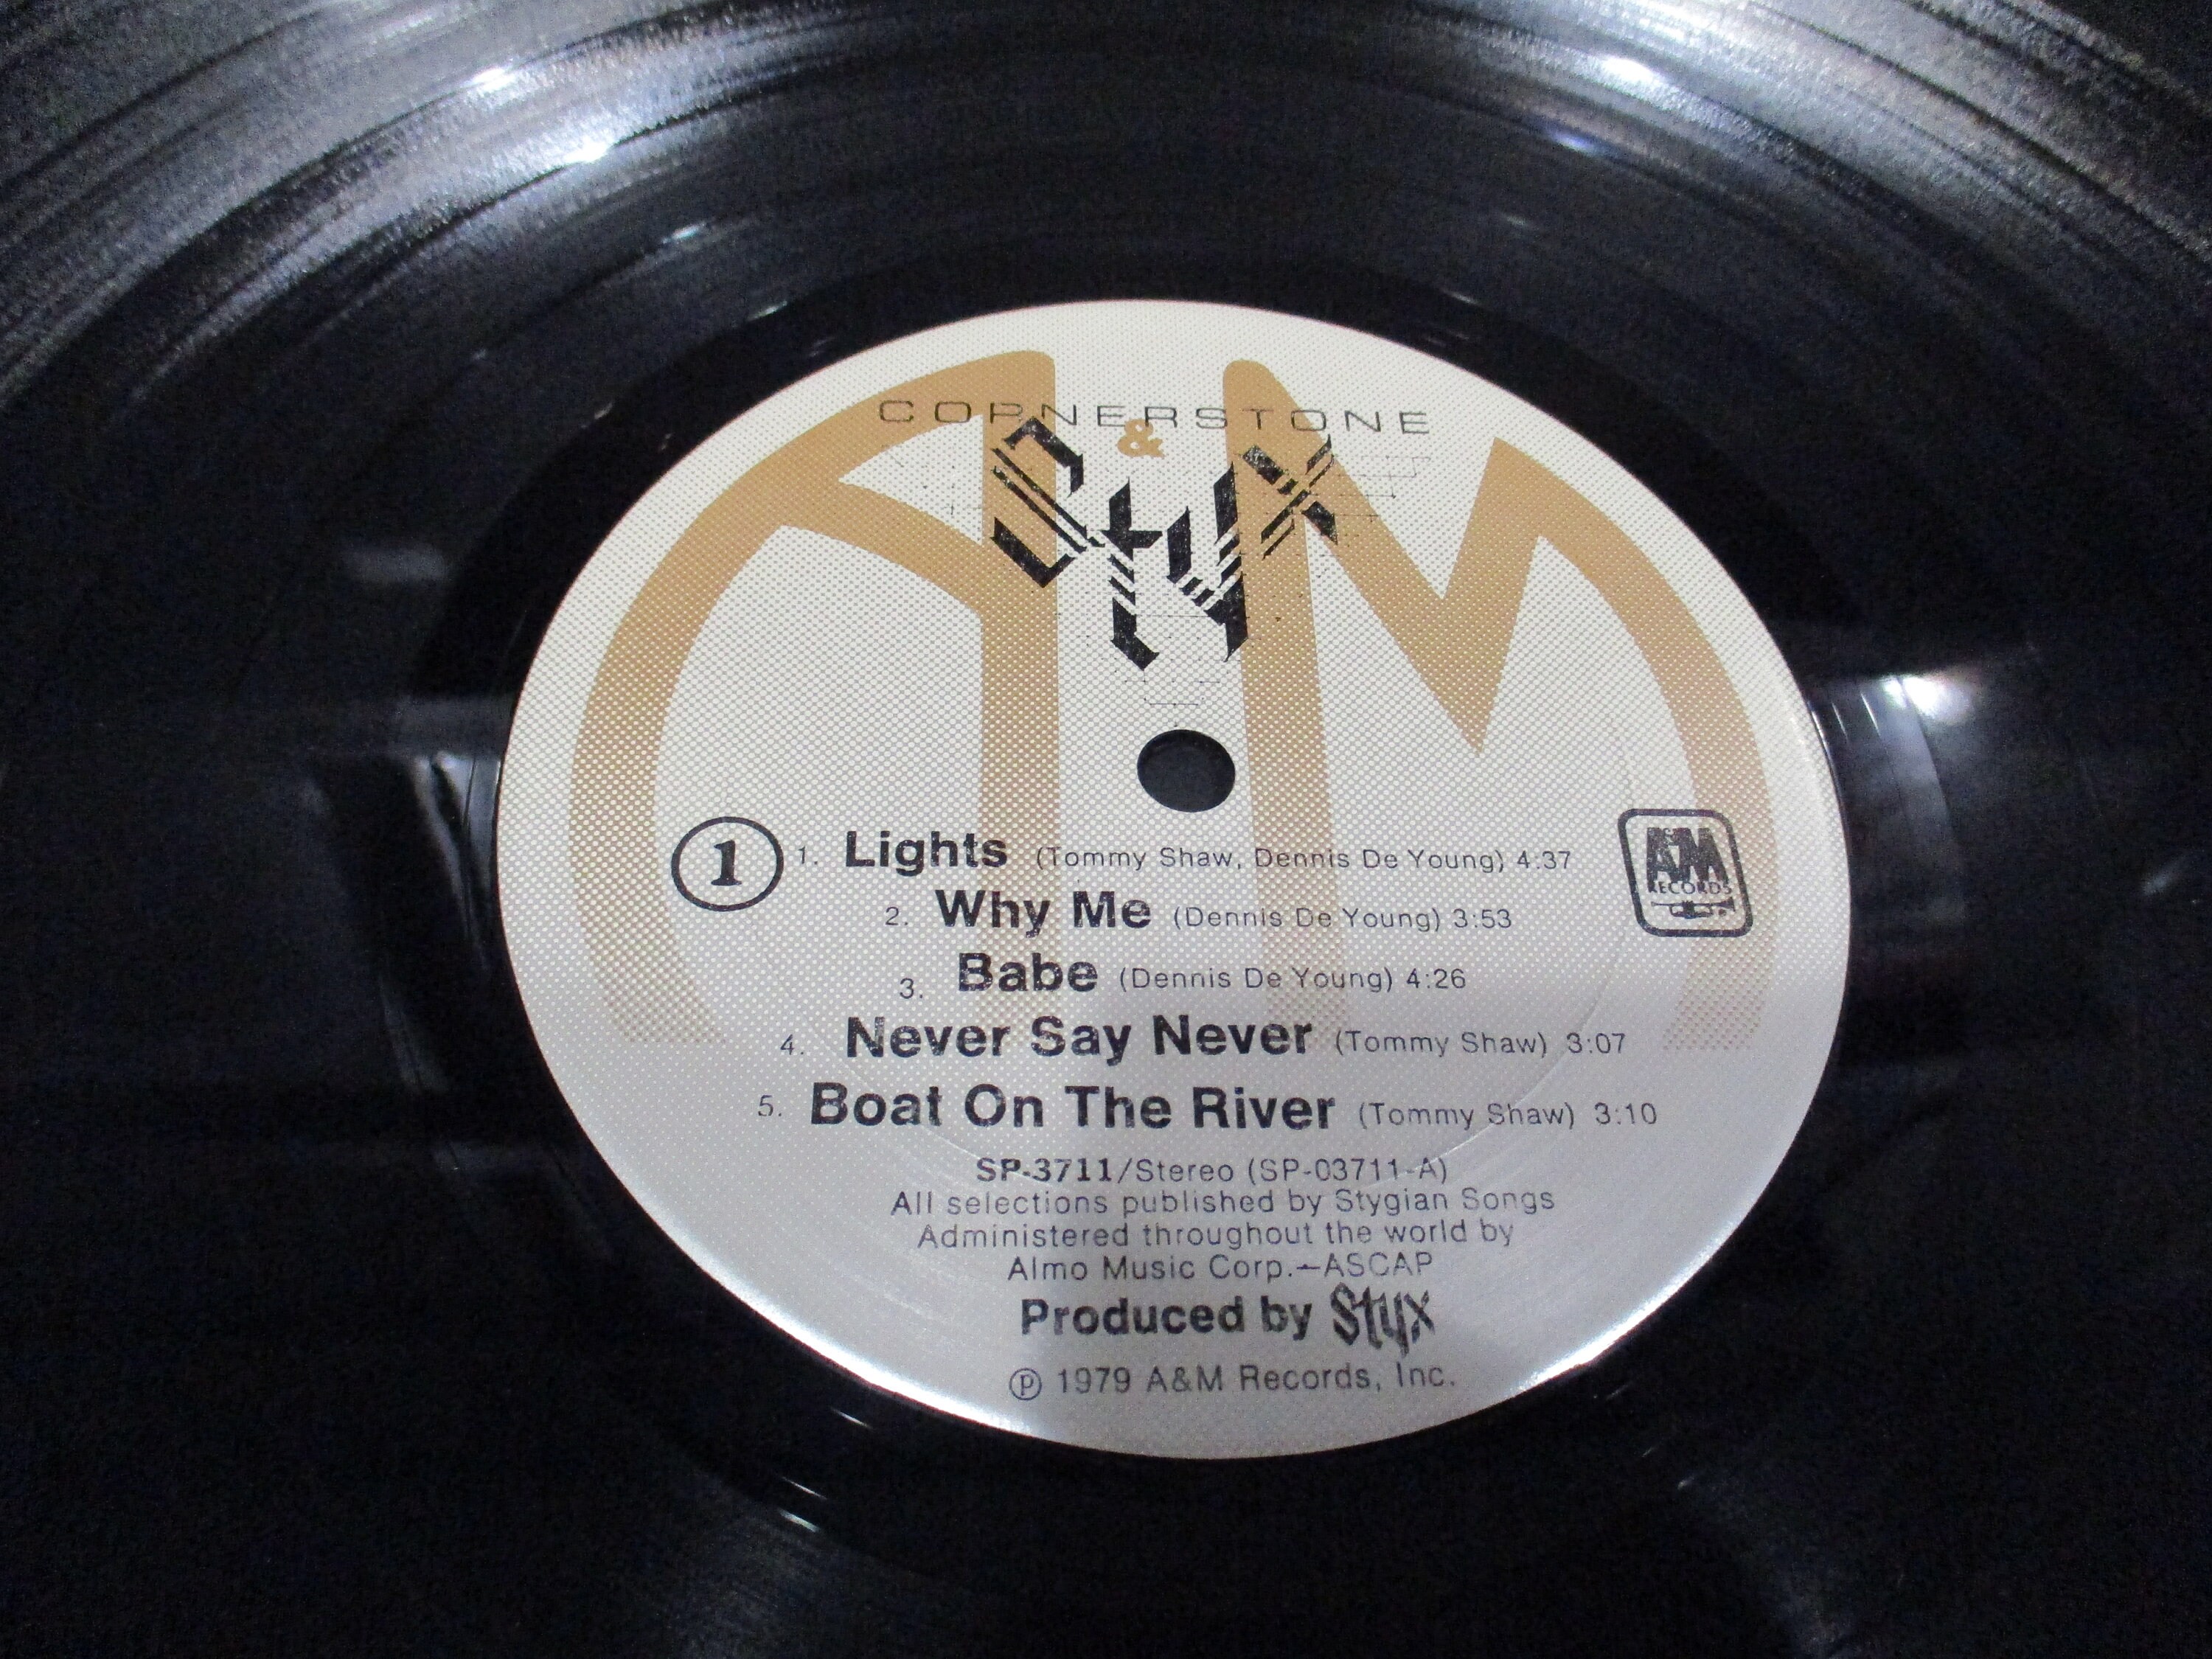 CORNERSTONE
A & M
Styx
1
1. Lights (Tommy Shaw, Dennis De Young) 4:37
A&M RECORDS
2. Why Me (Dennis De Young) 3:53
3. Babe (Dennis De Young) 4:26
4. Never Say Never (Tommy Shaw) 3:07
5. Boat On The River (Tommy Shaw) 3:10
SP-3711/Stereo (SP-03711-A)
All selections published by Stygian Songs
Administered throughout the world by
Almo Music Corp.—ASCAP
Produced by Styx
℗ 1979 A&M Records, Inc.